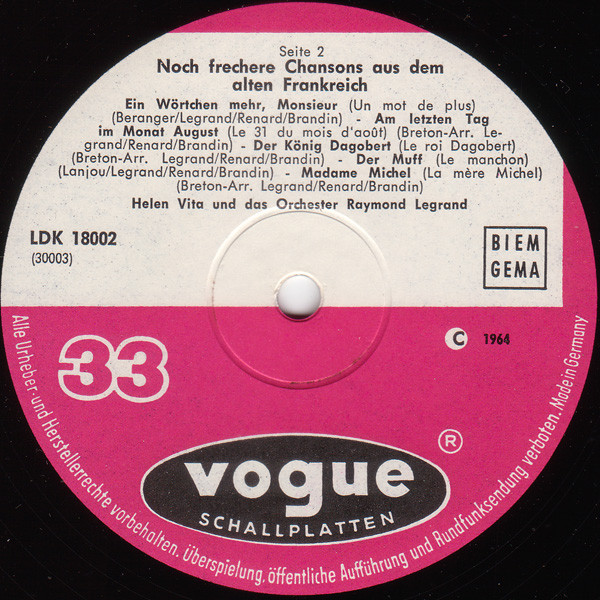 Seite 2
Noch frechere Chansons aus dem
alten Frankreich
Ein Wörtchen mehr, Monsieur (Un mot de plus)
(Beranger/Legrand/Renard/Brandin) - Am letzten Tag
im Monat August (Le 31 du mois d'août) (Breton-Arr. Le-
grand/Renard/Brandin) - Der König Dagobert (Le roi Dagobert)
(Breton-Arr. Legrand/Renard/Brandin) - Der Muff (Le manchon)
(Lanjou/Legrand/Renard/Brandin) - Madame Michel (La mère Michel)
(Breton-Arr. Legrand/Renard/Brandin)
Helen Vita und das Orchester Raymond Legrand
LDK 18002
(30003)
BIEM
GEMA
33
C 1964
vogue ®
SCHALLPLATTEN
Alle Urheber- und Herstellerrechte vorbehalten. Überspielung, öffentliche Aufführung und Rundfunksendung verboten. Made in Germany